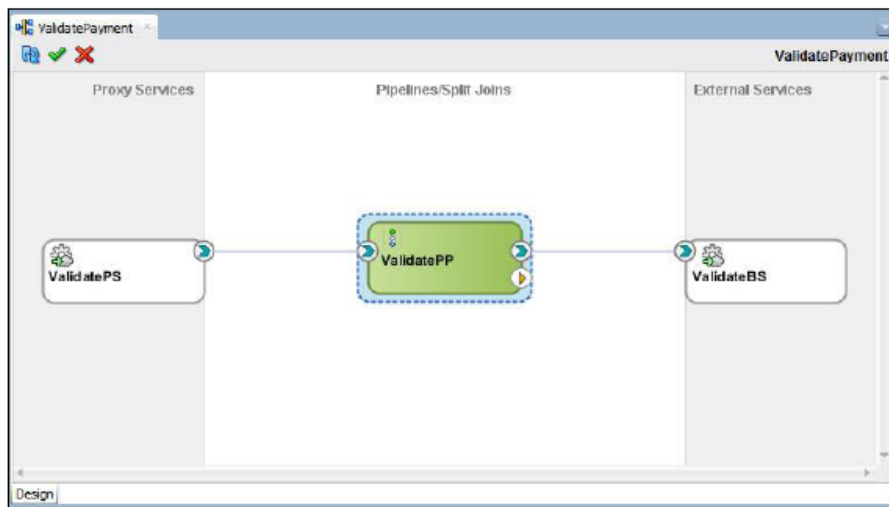 ValidatePayment
ValidatePayment
Proxy Services
Pipelines/Split Joins
External Services
ValidatePS
ValidatePP
ValidateBS
Design